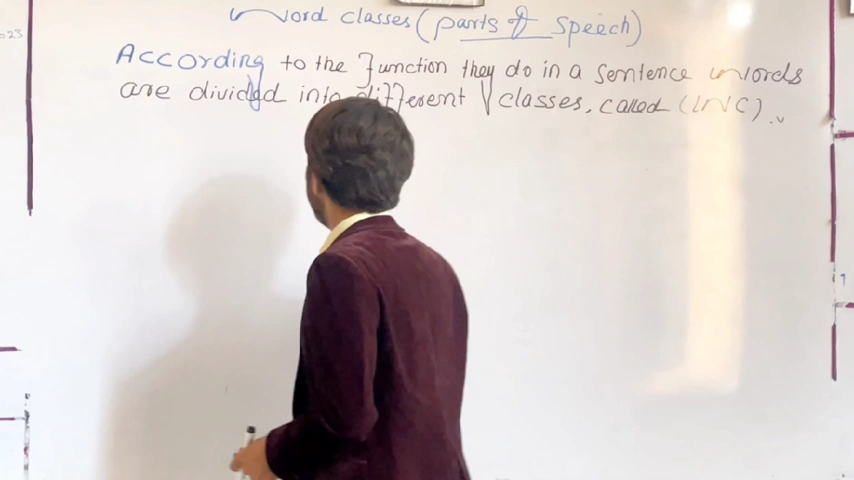 Word classes (parts of speech)
According to the function they do in a sentence words
are divided into different classes, called (WC).